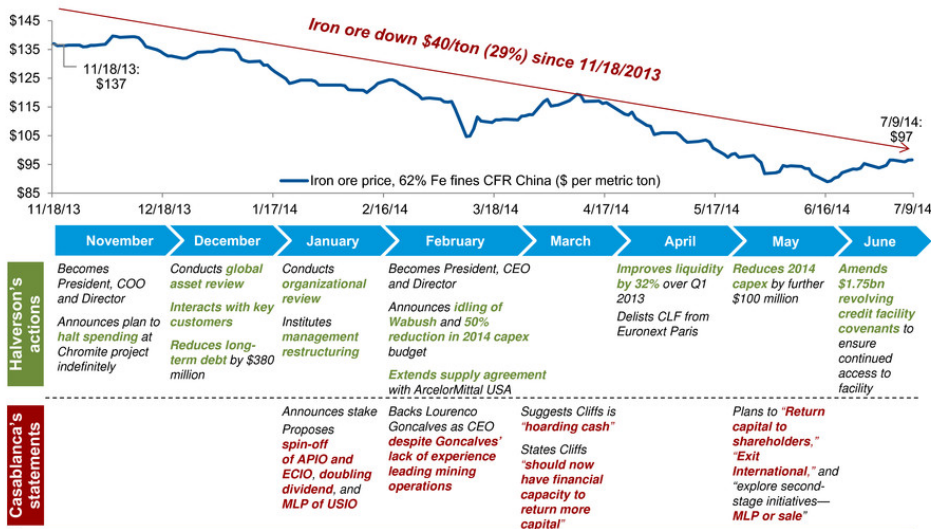 $145
$135
$125
$115
$105
$95
$85
Iron ore down $40/ton (29%) since 11/18/2013
11/18/13:
$137
7/9/14:
$97
Iron ore price, 62% Fe fines CFR China ($ per metric ton)
11/18/13 12/18/13 1/17/14 2/16/14 3/18/14 4/17/14 5/17/14 6/16/14 7/9/14
November December January February March April May June
Halverson's
actions
Becomes
President, COO
and Director
Announces plan to
halt spending at
Chromite project
indefinitely
Conducts global
asset review
Interacts with key
customers
Reduces long-
term debt by $380
million
Conducts
organizational
review
Institutes
management
restructuring
Becomes President, CEO
and Director
Announces idling of
Wabush and 50%
reduction in 2014 capex
budget
Extends supply agreement
with ArcelorMittal USA
Improves liquidity
by 32% over Q1
2013
Delists CLF from
Euronext Paris
Reduces 2014
capex by further
$100 million
Amends
$1.75bn
revolving
credit facility
covenants to
ensure
continued
access to
facility
Casablanca's
statements
Announces stake
Proposes
spin-off
of APIO and
ECIO, doubling
dividend, and
MLP of USIO
Backs Lourenco
Goncalves as CEO
despite Goncalves'
lack of experience
leading mining
operations
Suggests Cliffs is
"hoarding cash"
States Cliffs
"should now
have financial
capacity to
return more
capital"
Plans to "Return
capital to
shareholders,"
"Exit
International," and
"explore second-
stage initiatives—
MLP or sale"